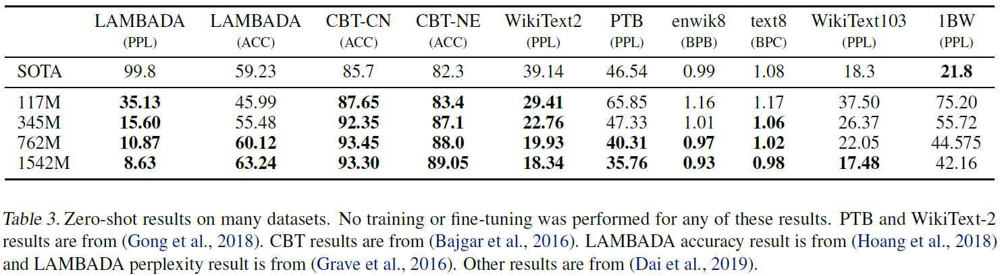 LAMBADA LAMBADA CBT-CN CBT-NE WikiText2 PTB enwik8 text8 WikiText103 1BW
(PPL) (ACC) (ACC) (ACC) (PPL) (PPL) (BPB) (BPC) (PPL) (PPL)
SOTA 99.8 59.23 85.7 82.3 39.14 46.54 0.99 1.08 18.3 21.8
117M 35.13 45.99 87.65 83.4 29.41 65.85 1.16 1.17 37.50 75.20
345M 15.60 55.48 92.35 87.1 22.76 47.33 1.01 1.06 26.37 55.72
762M 10.87 60.12 93.45 88.0 19.93 40.31 0.97 1.02 22.05 44.575
1542M 8.63 63.24 93.30 89.05 18.34 35.76 0.93 0.98 17.48 42.16
Table 3. Zero-shot results on many datasets. No training or fine-tuning was performed for any of these results. PTB and WikiText-2
results are from (Gong et al., 2018). CBT results are from (Bajgar et al., 2016). LAMBADA accuracy result is from (Hoang et al., 2018)
and LAMBADA perplexity result is from (Grave et al., 2016). Other results are from (Dai et al., 2019).